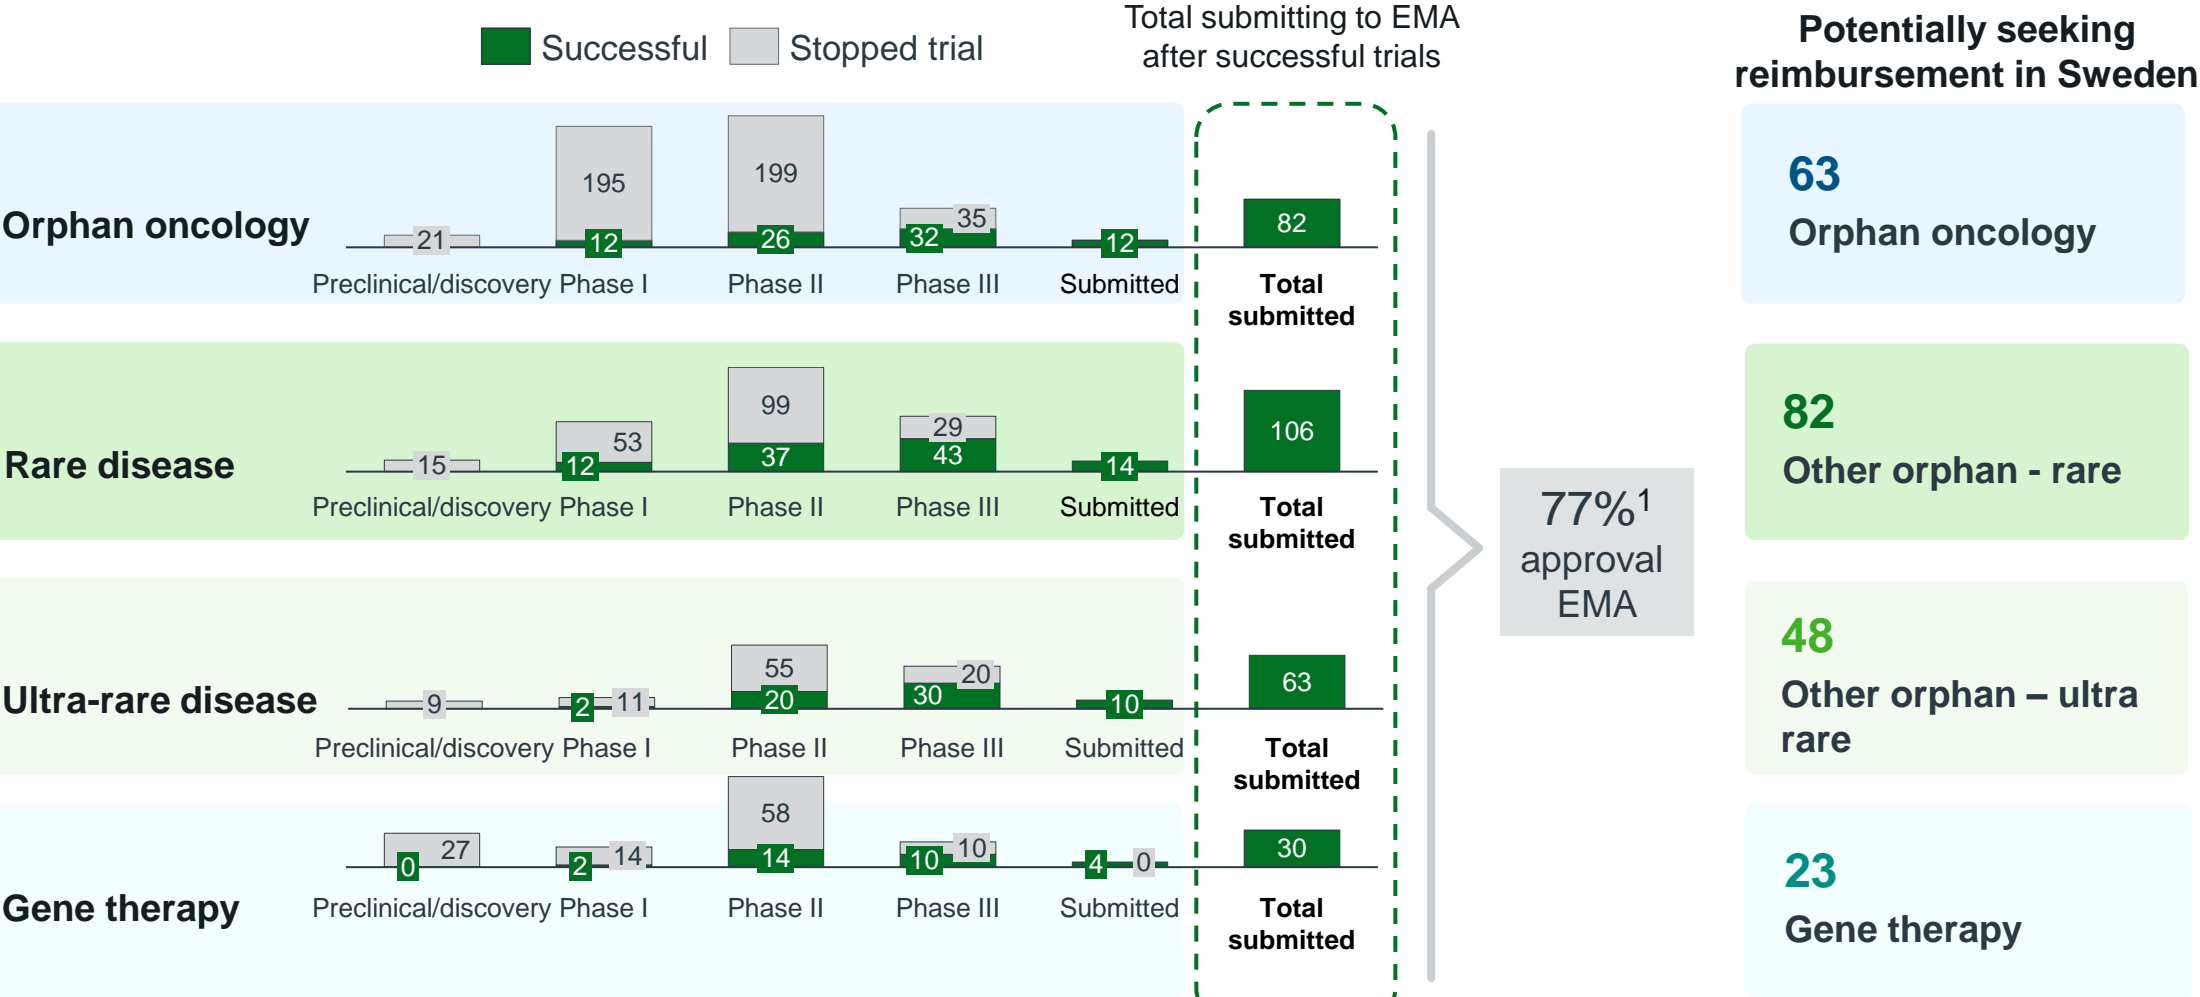 Successful
Stopped trial
Total submitting to EMA
after successful trials
Potentially seeking
reimbursement in Sweden
Orphan oncology
21
195
12
199
26
35
32
12
82
Preclinical/discovery
Phase I
Phase II
Phase III
Submitted
Total
submitted
63
Orphan oncology
Rare disease
15
53
12
99
37
29
43
14
106
Preclinical/discovery
Phase I
Phase II
Phase III
Submitted
Total
submitted
82
Other orphan - rare
77%1
approval
EMA
Ultra-rare disease
9
2
11
55
20
20
30
10
63
Preclinical/discovery
Phase I
Phase II
Phase III
Submitted
Total
submitted
48
Other orphan – ultra
rare
Gene therapy
0
27
2
14
58
14
10
10
4
0
30
Preclinical/discovery
Phase I
Phase II
Phase III
Submitted
Total
submitted
23
Gene therapy